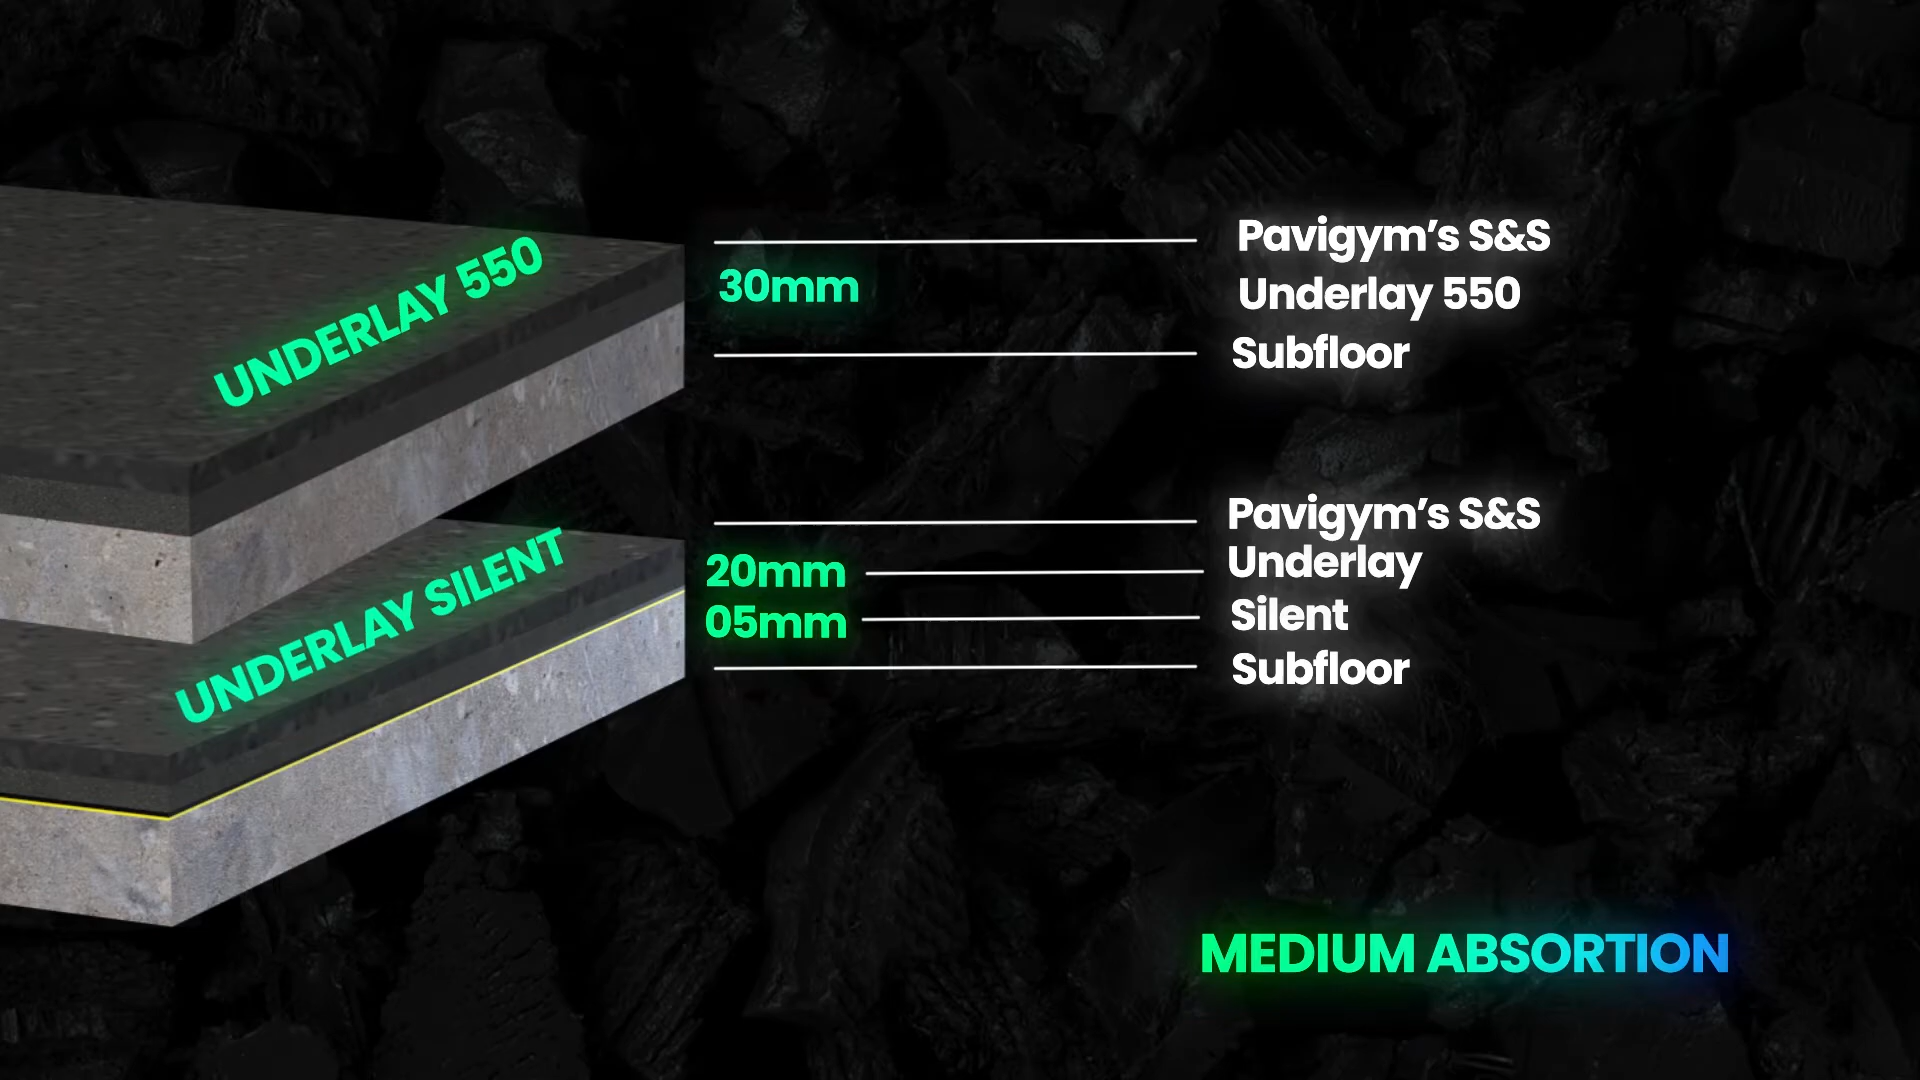 UNDERLAY 550
30mm
Pavigym’s S&S
Underlay 550
Subfloor
UNDERLAY SILENT
20mm
05mm
Pavigym’s S&S
Underlay
Silent
Subfloor
MEDIUM ABSORTION